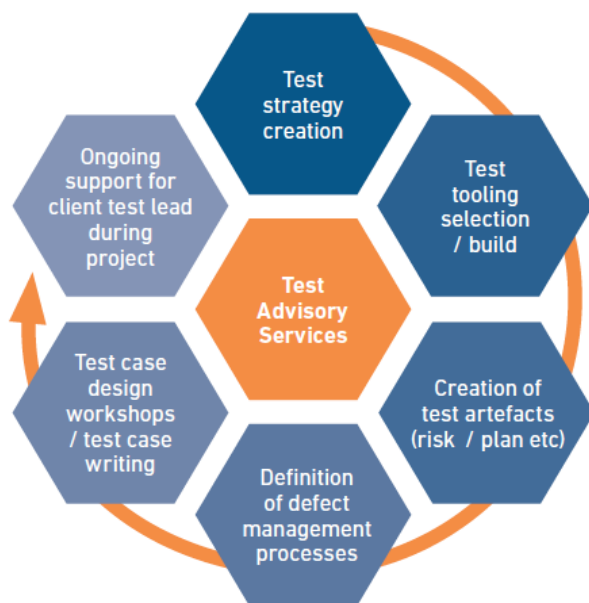 Test
strategy
creation
Test
tooling
selection
/ build
Creation of
test artefacts
(risk / plan etc)
Definition
of defect
management
processes
Test case
design
workshops
/ test case
writing
Ongoing
support for
client test lead
during
project
Test
Advisory
Services